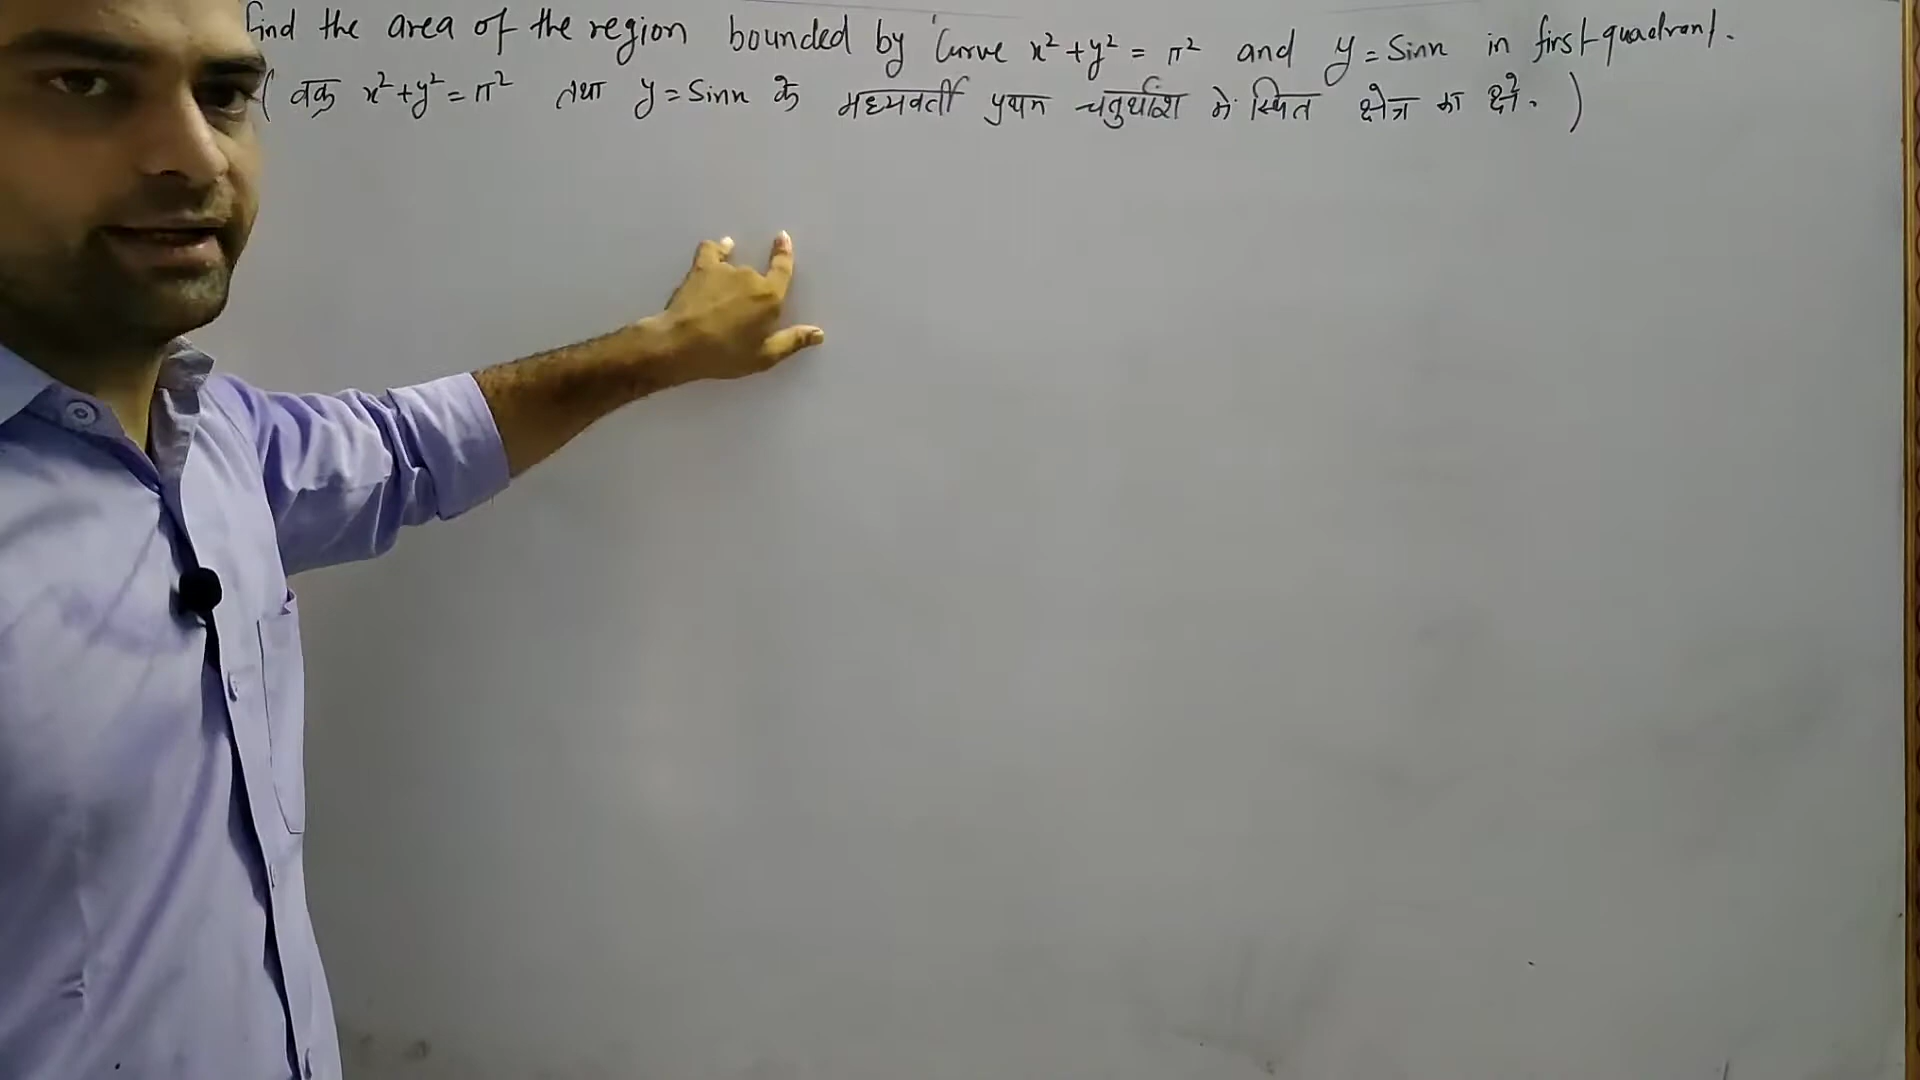 find the area of the region bounded by Curve x²+y² = π² and y = Sinx in first quadrant.
( वक्र x²+y² = π² तथा y = Sinx के मध्यवर्ती प्रथम चतुर्थांश में स्थित क्षेत्र का क्षे०. )